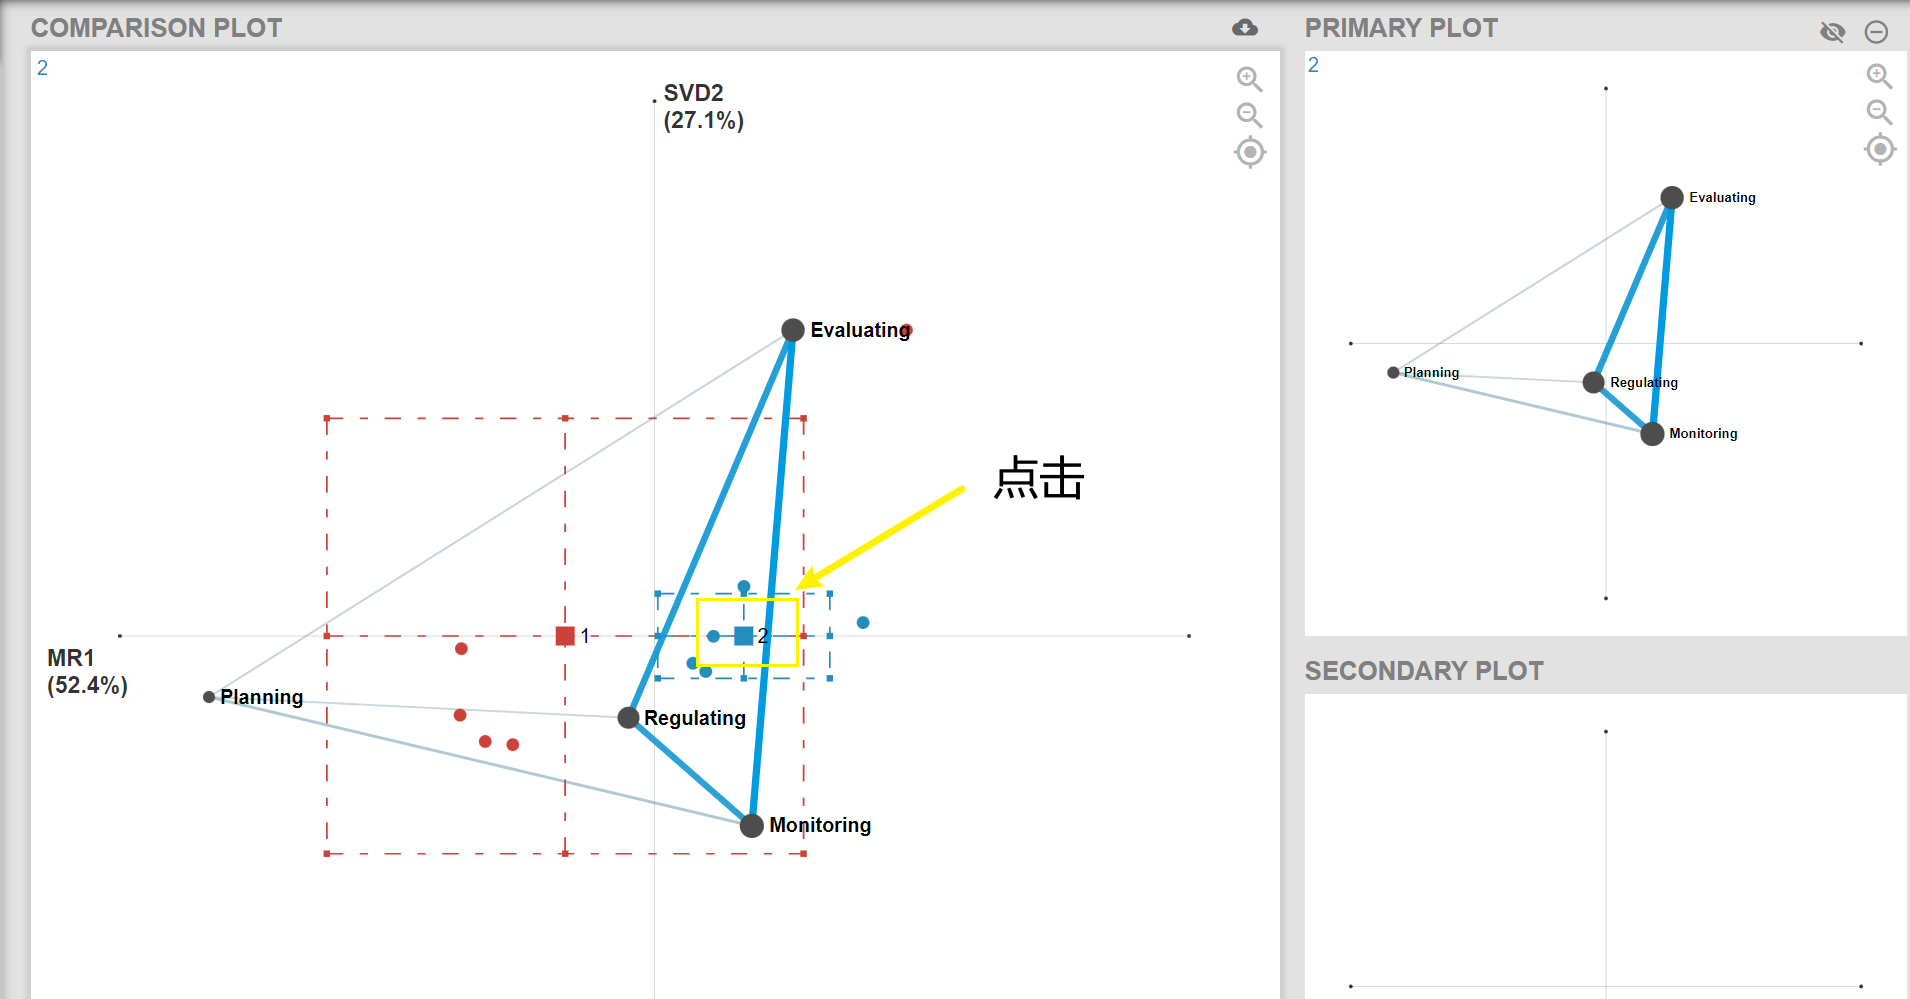 COMPARISON PLOT
2
SVD2
(27.1%)
Evaluating
点击
1
2
MR1
(52.4%)
Planning
Regulating
Monitoring
PRIMARY PLOT
2
Evaluating
Planning
Regulating
Monitoring
SECONDARY PLOT